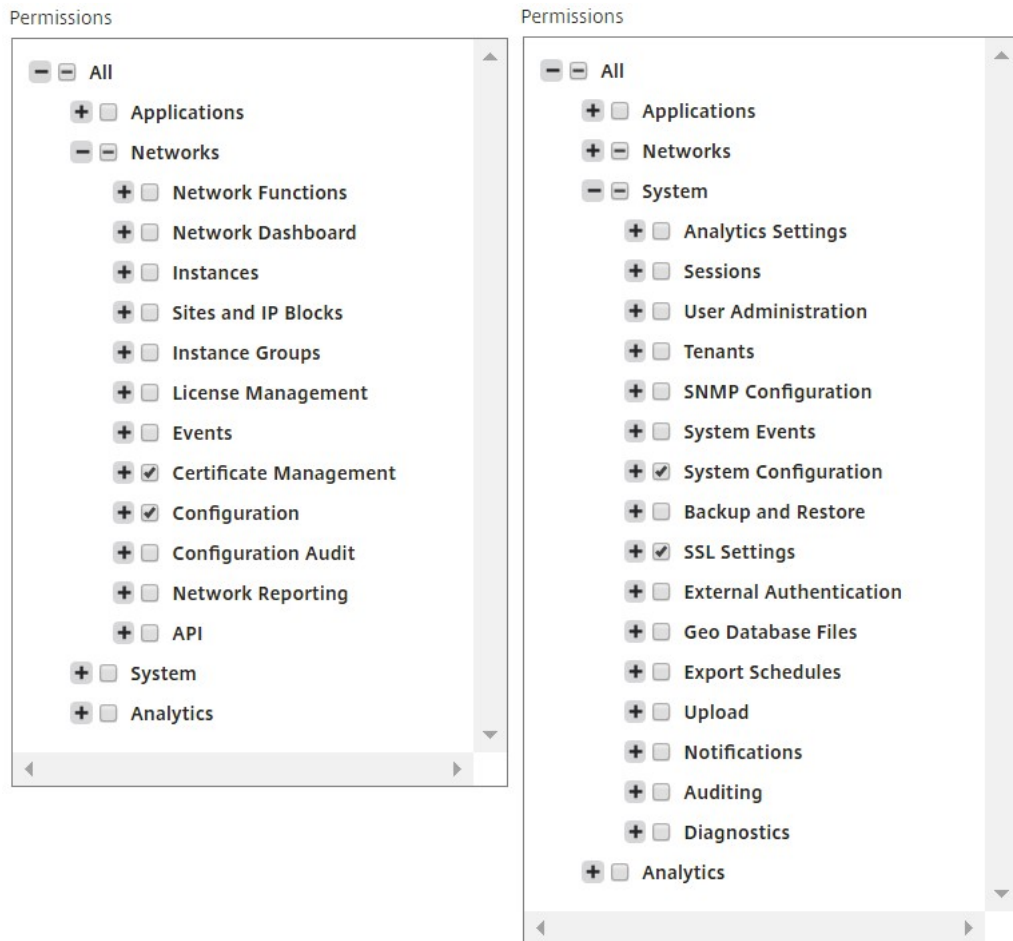 Permissions
All
Applications
Networks
Network Functions
Network Dashboard
Instances
Sites and IP Blocks
Instance Groups
License Management
Events
Certificate Management
Configuration
Configuration Audit
Network Reporting
API
System
Analytics
Permissions
All
Applications
Networks
System
Analytics Settings
Sessions
User Administration
Tenants
SNMP Configuration
System Events
System Configuration
Backup and Restore
SSL Settings
External Authentication
Geo Database Files
Export Schedules
Upload
Notifications
Auditing
Diagnostics
Analytics